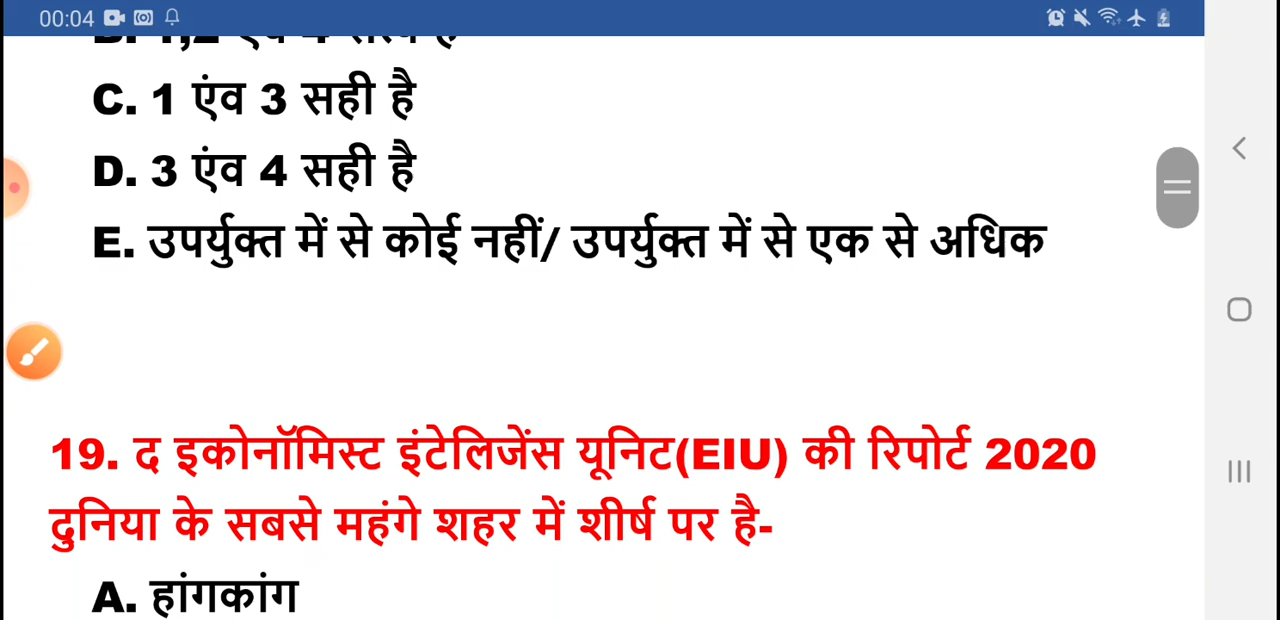 00:04
C. 1 एंव 3 सही है
D. 3 एंव 4 सही है
E. उपर्युक्त में से कोई नहीं/ उपर्युक्त में से एक से अधिक
19. द इकोनॉमिस्ट इंटेलिजेंस यूनिट(EIU) की रिपोर्ट 2020
दुनिया के सबसे महंगे शहर में शीर्ष पर है-
A. हांगकांग